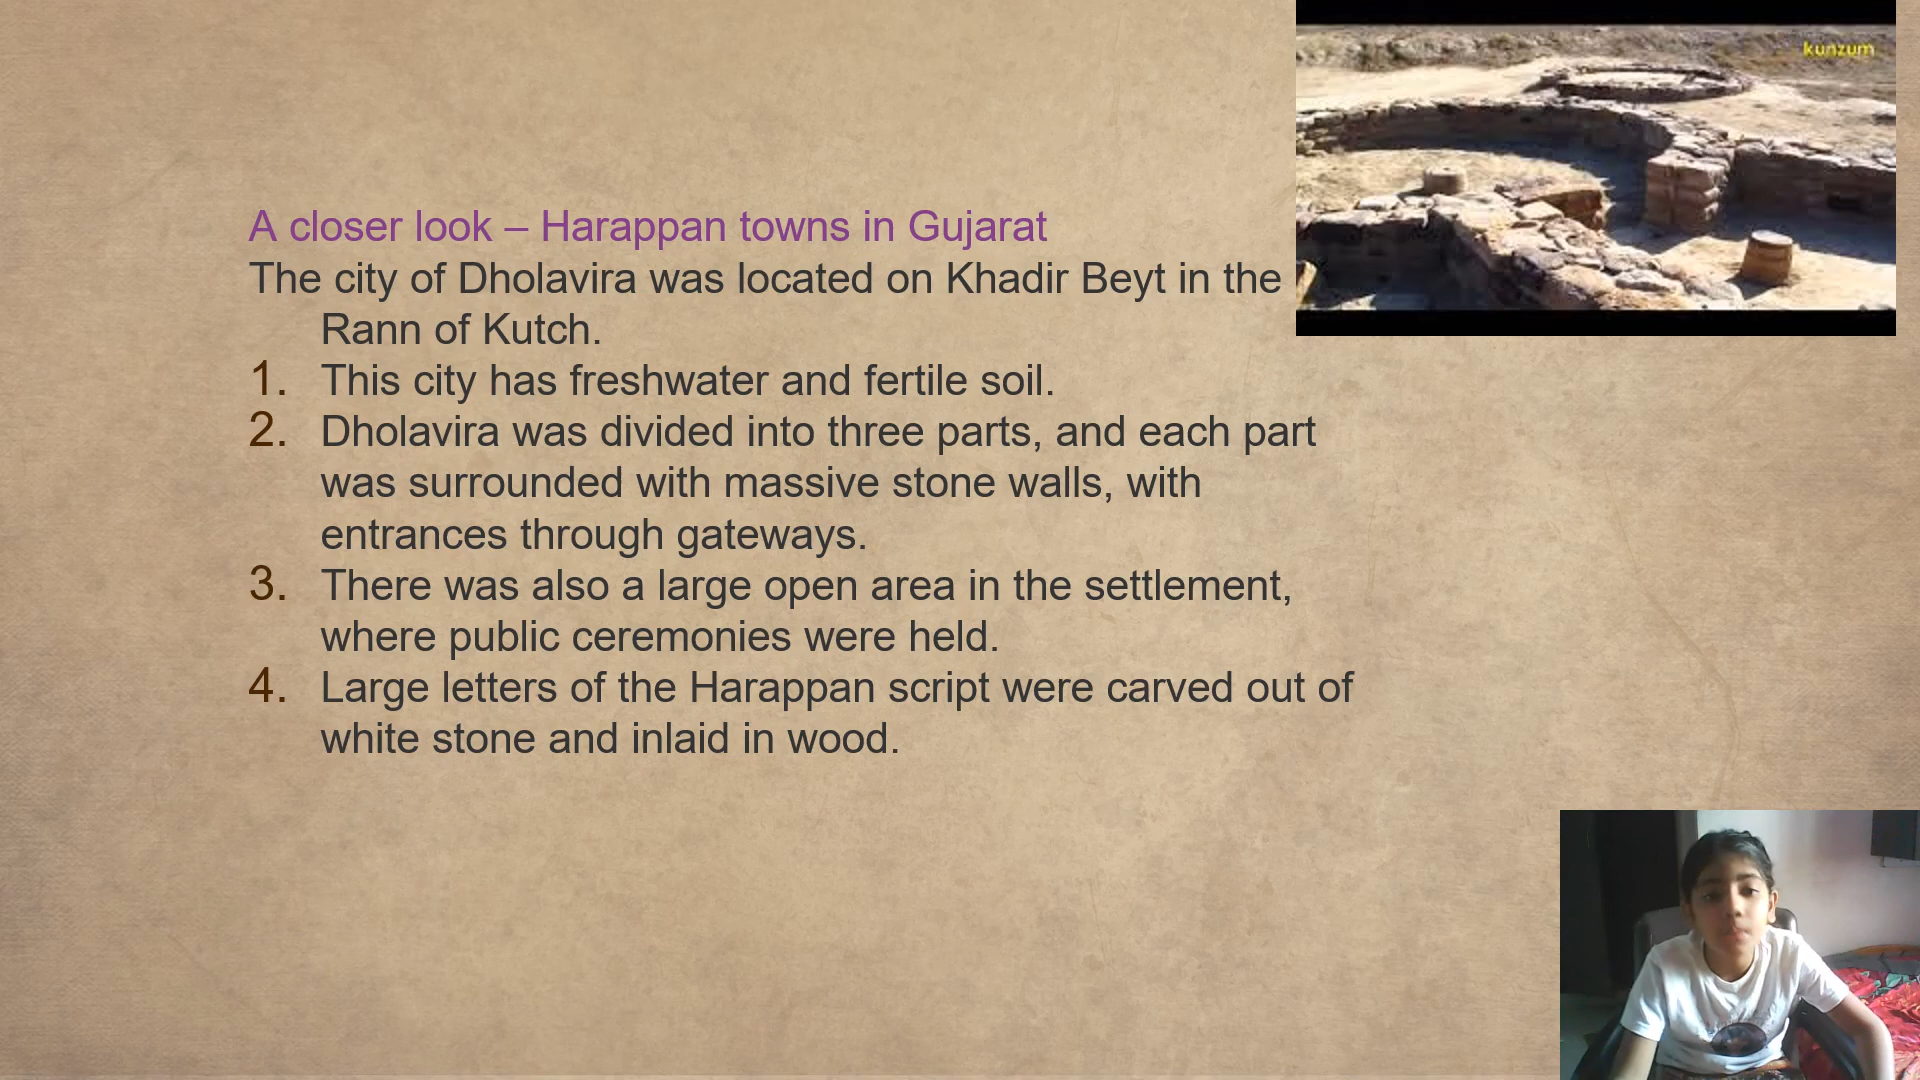 kunzum
A closer look – Harappan towns in Gujarat
The city of Dholavira was located on Khadir Beyt in the
Rann of Kutch.
1. This city has freshwater and fertile soil.
2. Dholavira was divided into three parts, and each part
was surrounded with massive stone walls, with
entrances through gateways.
3. There was also a large open area in the settlement,
where public ceremonies were held.
4. Large letters of the Harappan script were carved out of
white stone and inlaid in wood.